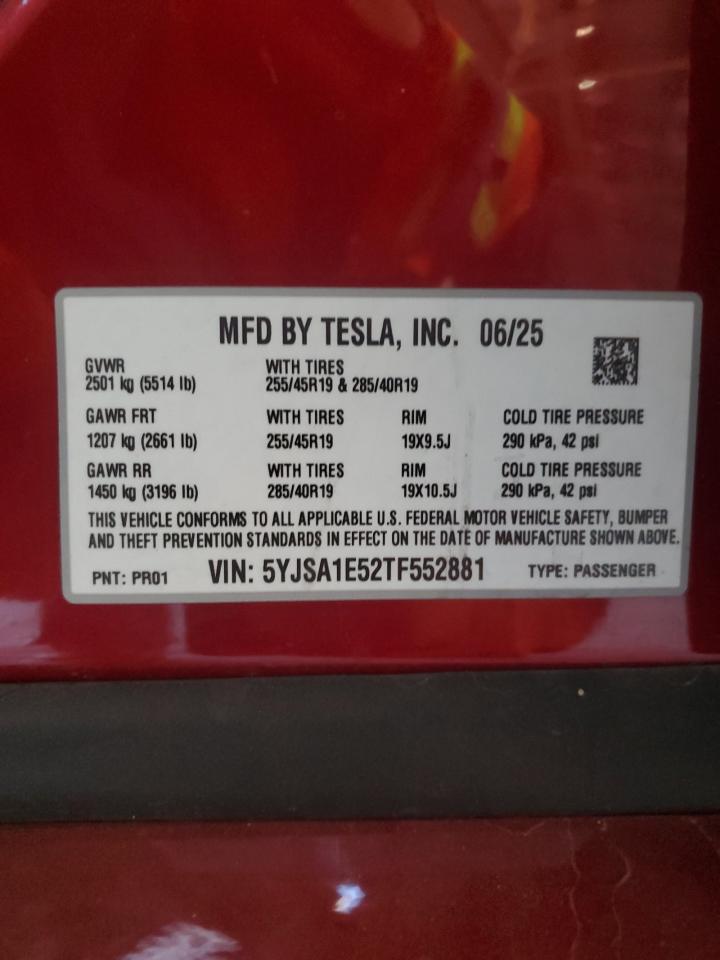 MFD BY TESLA, INC. 06/25
GVWR WITH TIRES
2501 kg (5514 lb) 255/45R19 & 285/40R19
GAWR FRT WITH TIRES RIM COLD TIRE PRESSURE
1207 kg (2661 lb) 255/45R19 19X9.5J 290 kPa, 42 psi
GAWR RR WITH TIRES RIM COLD TIRE PRESSURE
1450 kg (3196 lb) 285/40R19 19X10.5J 290 kPa, 42 psi
THIS VEHICLE CONFORMS TO ALL APPLICABLE U.S. FEDERAL MOTOR VEHICLE SAFETY, BUMPER
AND THEFT PREVENTION STANDARDS IN EFFECT ON THE DATE OF MANUFACTURE SHOWN ABOVE.
PNT: PR01 VIN: 5YJSA1E52TF552881 TYPE: PASSENGER